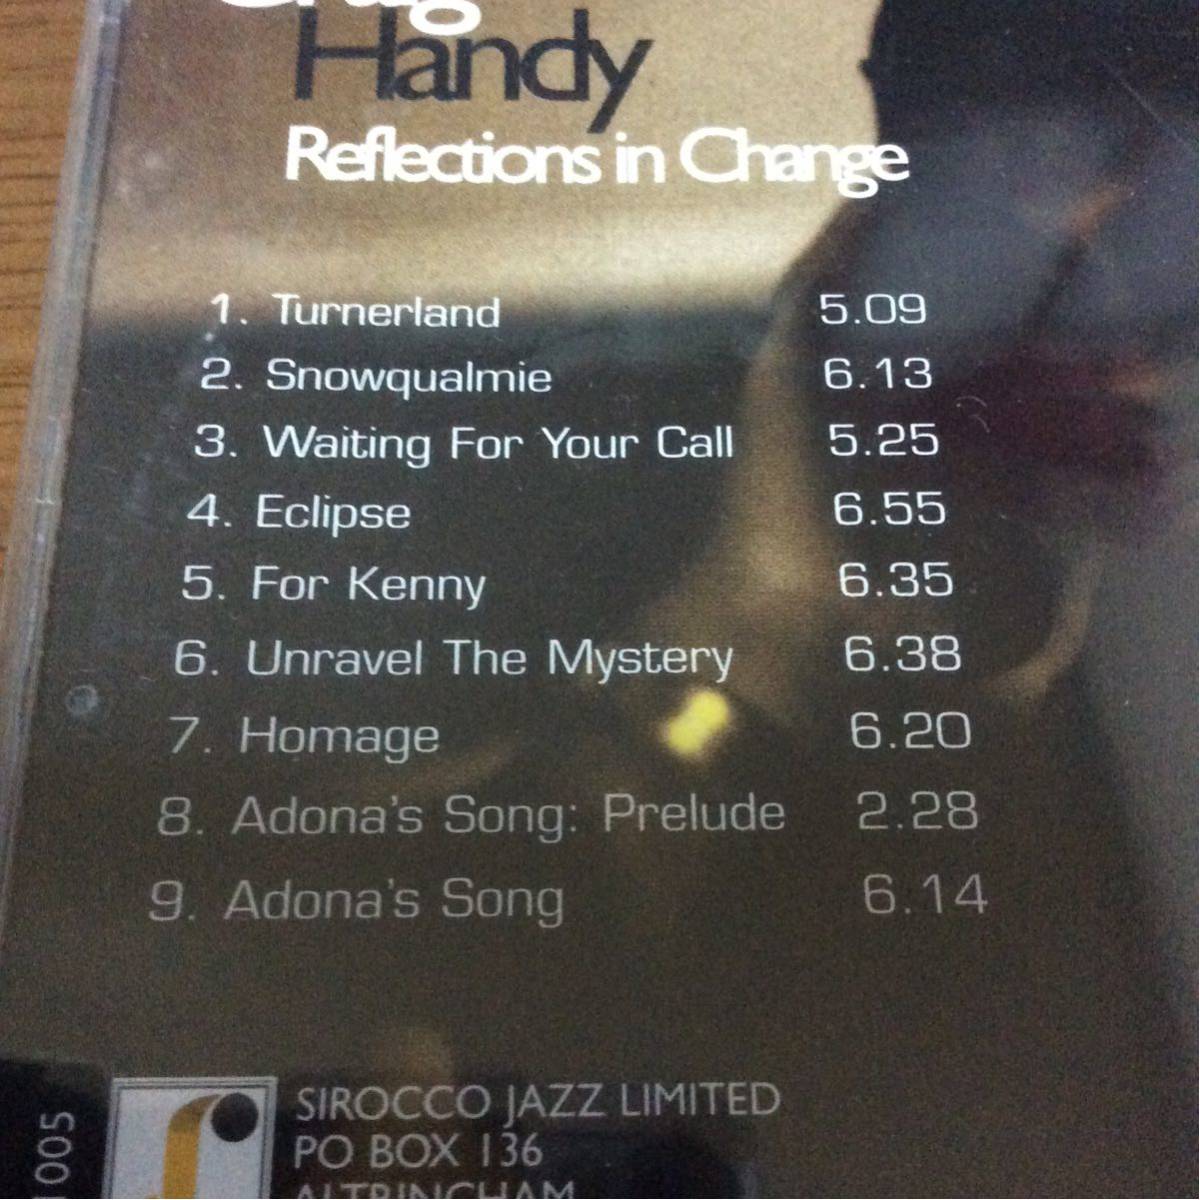 Craig
Handy
Reflections in Change
1. Turnerland 5.09
2. Snowqualmie 6.13
3. Waiting For Your Call 5.25
4. Eclipse 6.55
5. For Kenny 6.35
6. Unravel The Mystery 6.38
7. Homage 6.20
8. Adona's Song: Prelude 2.28
9. Adona's Song 6.14
SIROCCO JAZZ LIMITED
PO BOX 136
ALTRINCHAM
1005